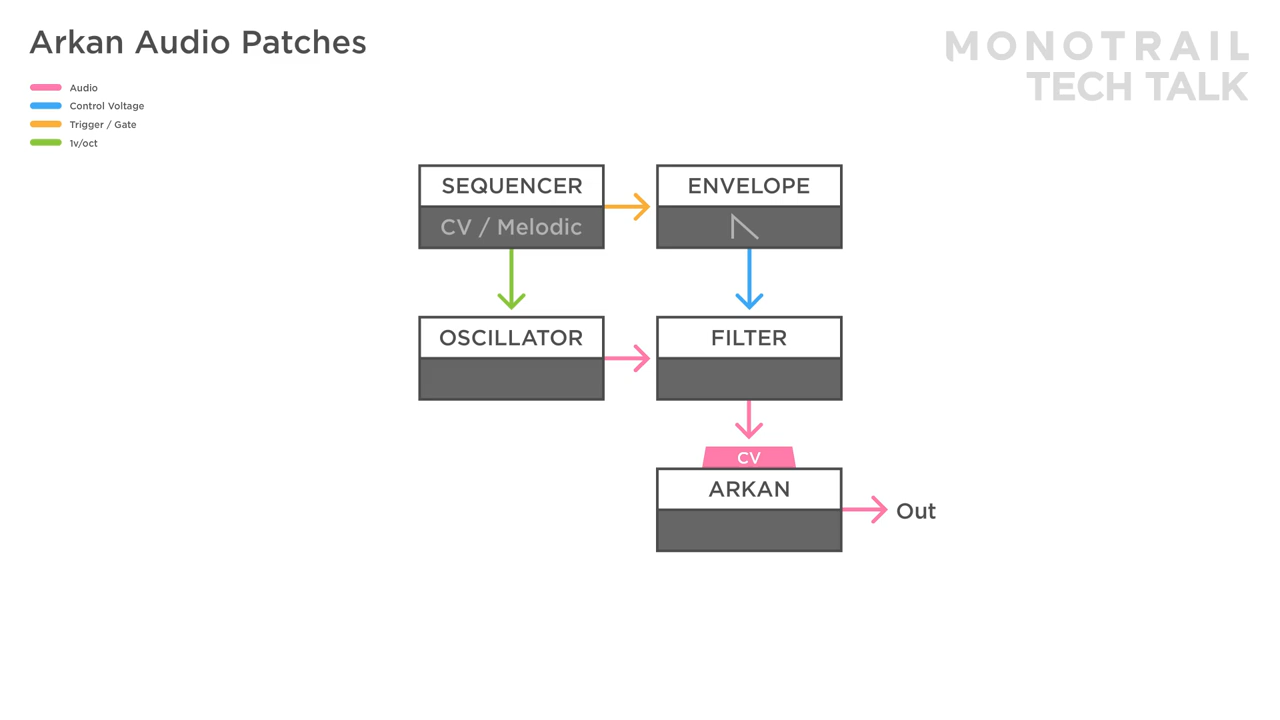 Arkan Audio Patches
MONOTRAIL
TECH TALK
Audio
Control Voltage
Trigger / Gate
1v/oct
SEQUENCER
CV / Melodic
ENVELOPE
OSCILLATOR
FILTER
CV
ARKAN
Out